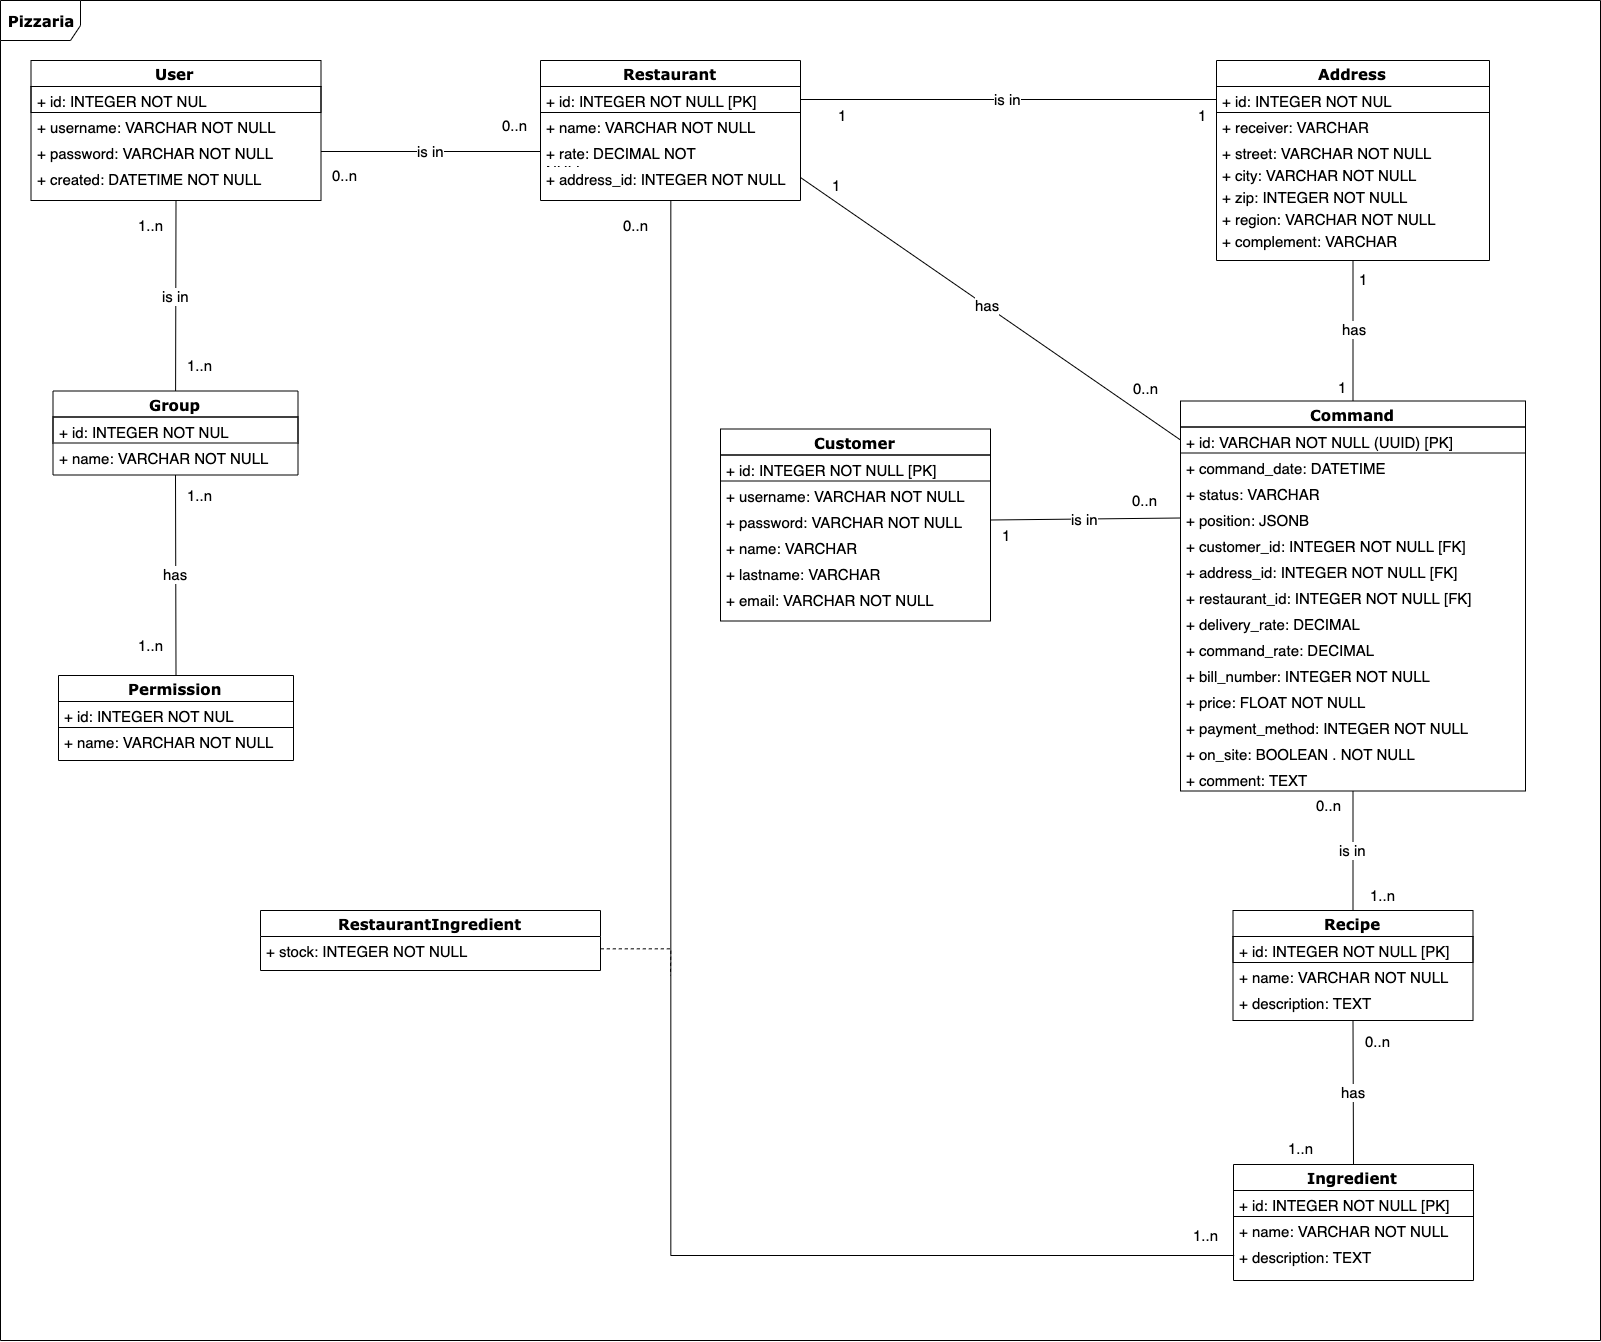 Pizzaria
User
+ id: INTEGER NOT NUL
+ username: VARCHAR NOT NULL
+ password: VARCHAR NOT NULL
+ created: DATETIME NOT NULL
is in
0..n
0..n
Restaurant
+ id: INTEGER NOT NULL [PK]
+ name: VARCHAR NOT NULL
+ rate: DECIMAL NOT
+ address_id: INTEGER NOT NULL
is in
1
1
Address
+ id: INTEGER NOT NUL
+ receiver: VARCHAR
+ street: VARCHAR NOT NULL
+ city: VARCHAR NOT NULL
+ zip: INTEGER NOT NULL
+ region: VARCHAR NOT NULL
+ complement: VARCHAR
1..n
is in
1..n
0..n
1
has
0..n
1
has
1
Group
+ id: INTEGER NOT NUL
+ name: VARCHAR NOT NULL
1..n
has
1..n
Permission
+ id: INTEGER NOT NUL
+ name: VARCHAR NOT NULL
Customer
+ id: INTEGER NOT NULL [PK]
+ username: VARCHAR NOT NULL
+ password: VARCHAR NOT NULL
+ name: VARCHAR
+ lastname: VARCHAR
+ email: VARCHAR NOT NULL
0..n
is in
1
Command
+ id: VARCHAR NOT NULL (UUID) [PK]
+ command_date: DATETIME
+ status: VARCHAR
+ position: JSONB
+ customer_id: INTEGER NOT NULL [FK]
+ address_id: INTEGER NOT NULL [FK]
+ restaurant_id: INTEGER NOT NULL [FK]
+ delivery_rate: DECIMAL
+ command_rate: DECIMAL
+ bill_number: INTEGER NOT NULL
+ price: FLOAT NOT NULL
+ payment_method: INTEGER NOT NULL
+ on_site: BOOLEAN . NOT NULL
+ comment: TEXT
0..n
is in
1..n
RestaurantIngredient
+ stock: INTEGER NOT NULL
Recipe
+ id: INTEGER NOT NULL [PK]
+ name: VARCHAR NOT NULL
+ description: TEXT
0..n
has
1..n
1..n
Ingredient
+ id: INTEGER NOT NULL [PK]
+ name: VARCHAR NOT NULL
+ description: TEXT